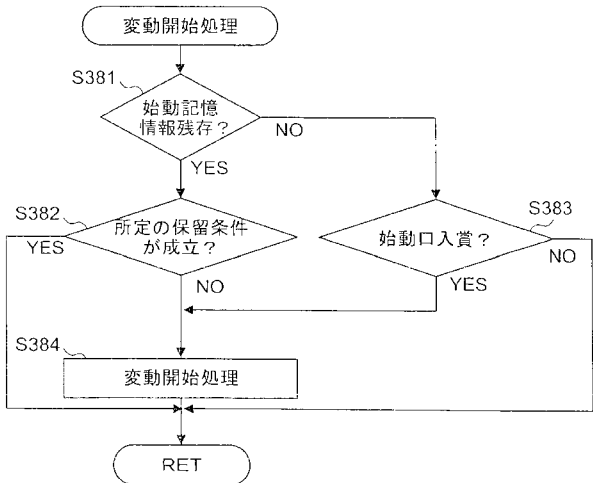 変動開始処理
S381
始動記憶
情報残存？
NO
YES
S382
所定の保留条件
が成立？
YES
NO
S383
始動口入賞？
NO
YES
S384
変動開始処理
RET